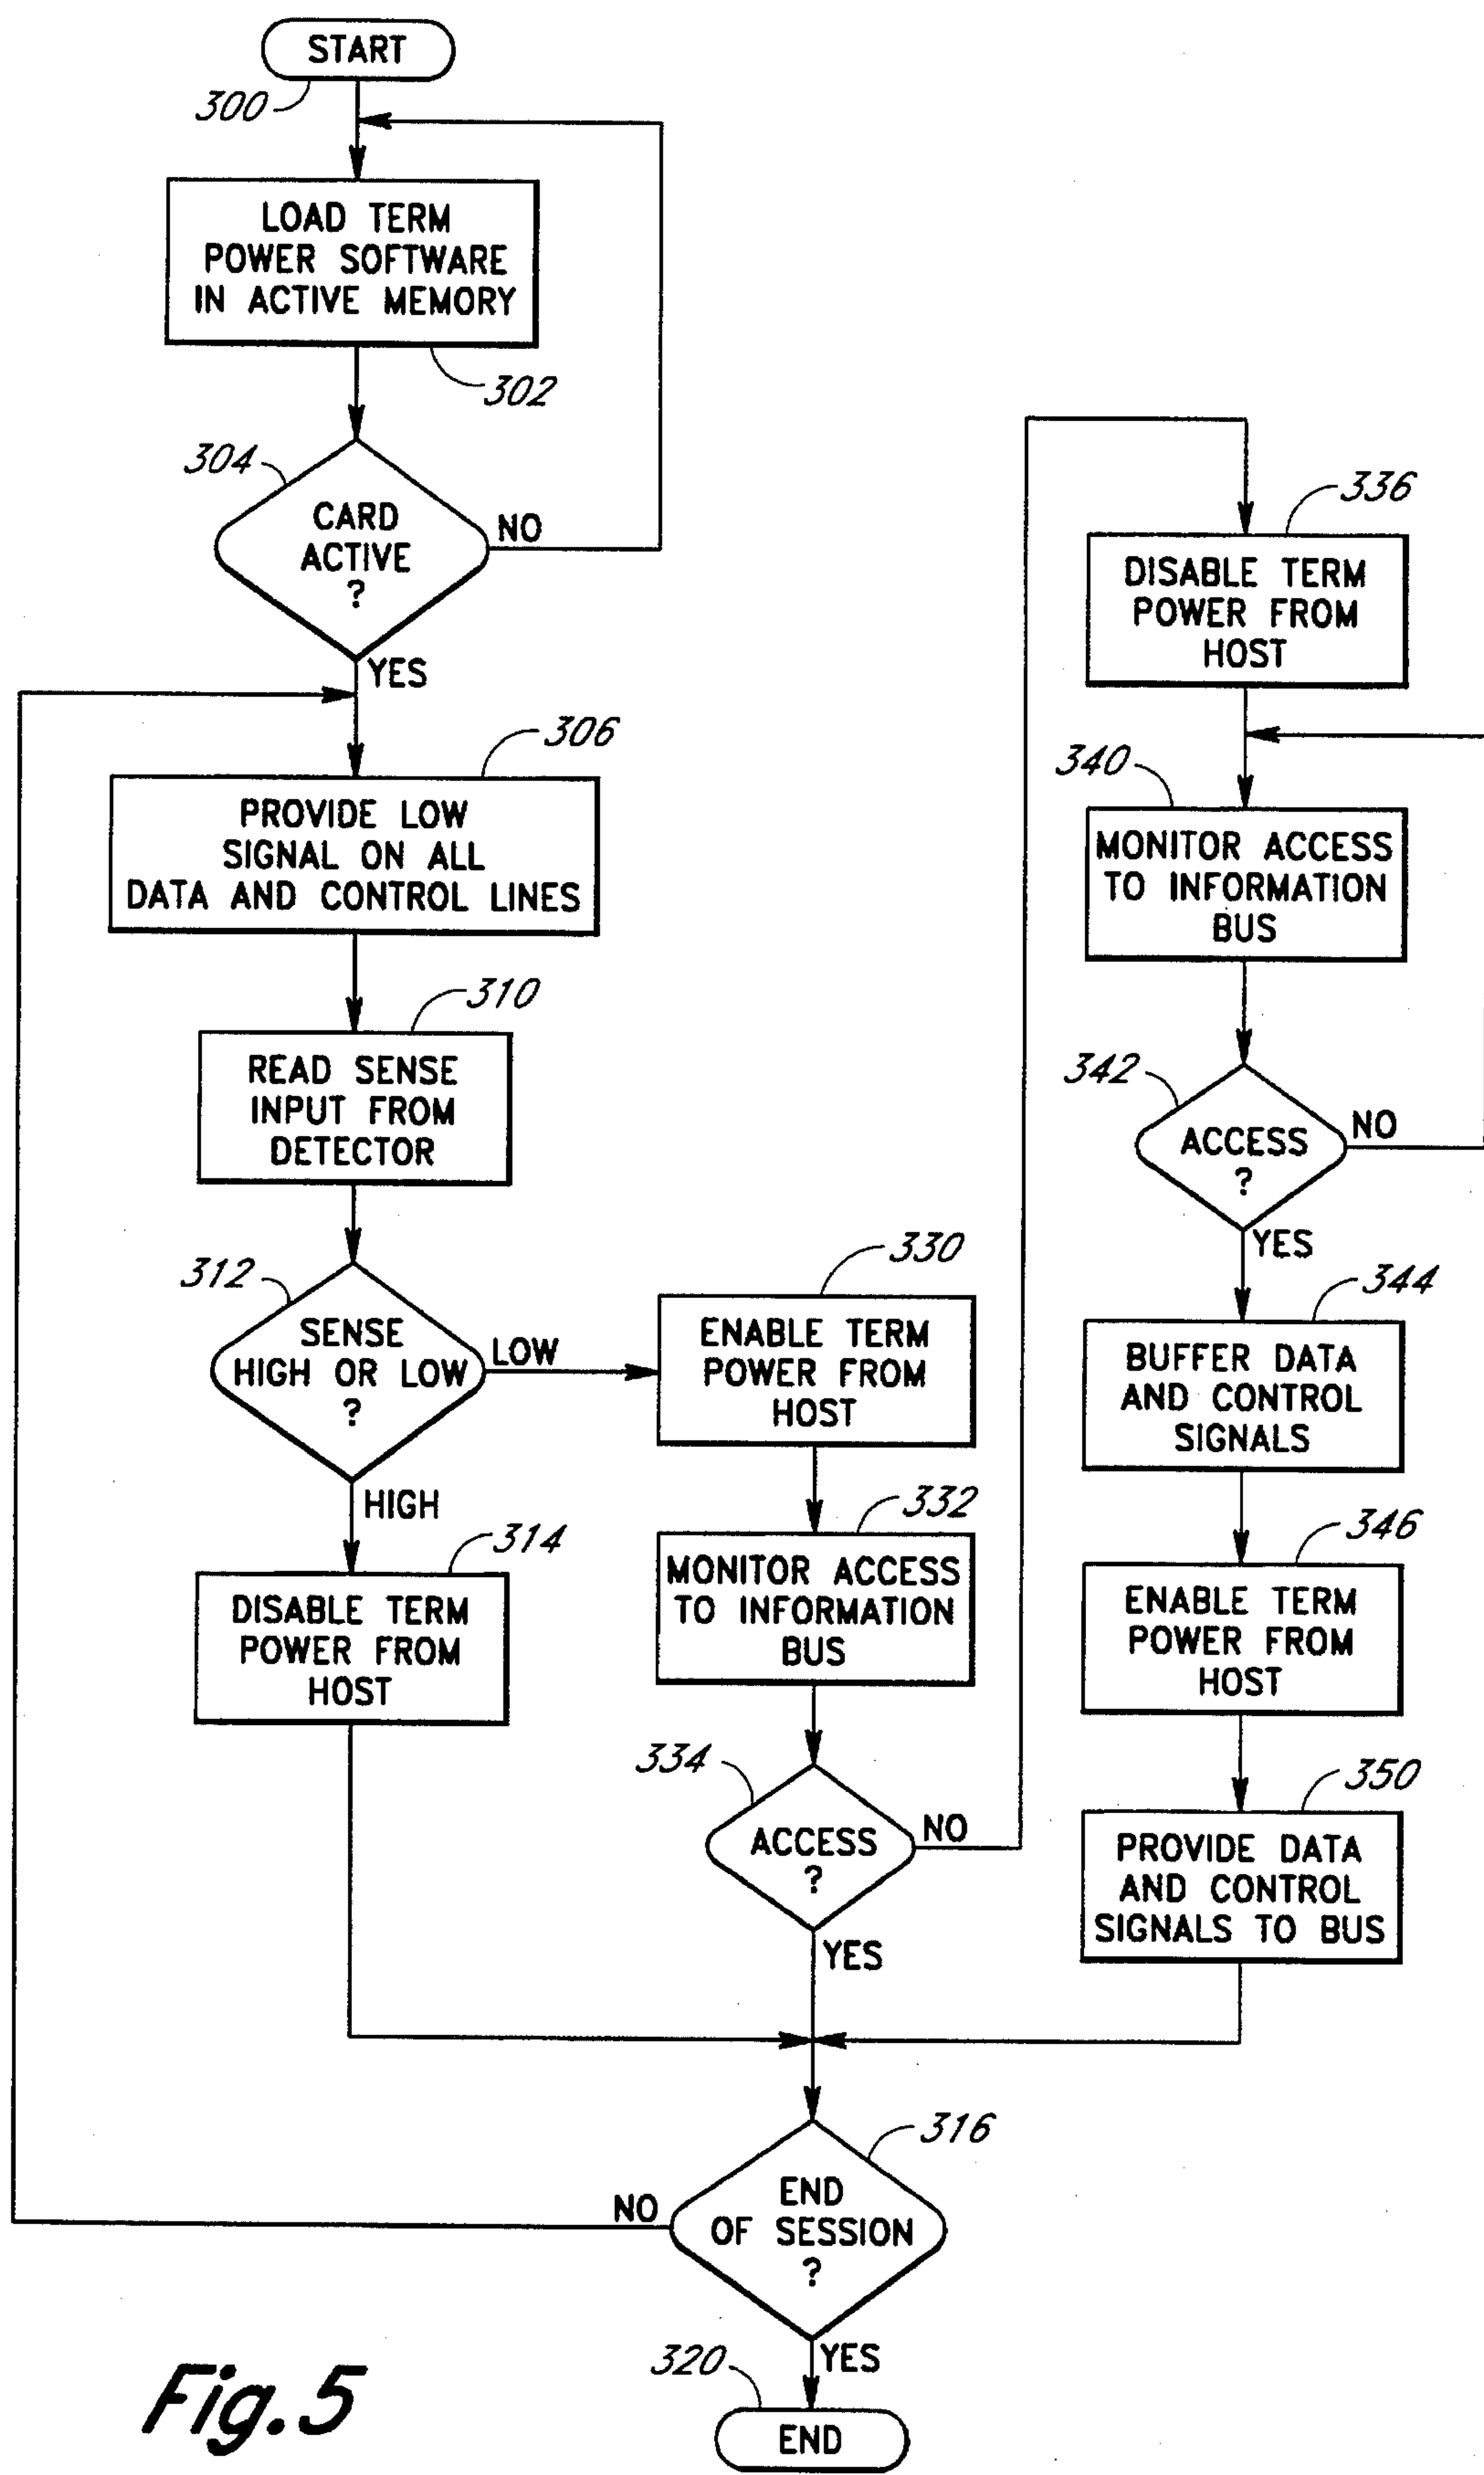 START
300
LOAD TERM
POWER SOFTWARE
IN ACTIVE MEMORY
302
304
CARD
ACTIVE
?
NO
YES
306
PROVIDE LOW
SIGNAL ON ALL
DATA AND CONTROL LINES
310
READ SENSE
INPUT FROM
DETECTOR
312
SENSE
HIGH OR LOW
?
LOW
HIGH
314
DISABLE TERM
POWER FROM
HOST
330
ENABLE TERM
POWER FROM
HOST
332
MONITOR ACCESS
TO INFORMATION
BUS
334
ACCESS
?
NO
YES
336
DISABLE TERM
POWER FROM
HOST
340
MONITOR ACCESS
TO INFORMATION
BUS
342
ACCESS
?
NO
YES
344
BUFFER DATA
AND CONTROL
SIGNALS
346
ENABLE TERM
POWER FROM
HOST
350
PROVIDE DATA
AND CONTROL
SIGNALS TO BUS
316
END
OF SESSION
?
NO
YES
320
END
Fig.5